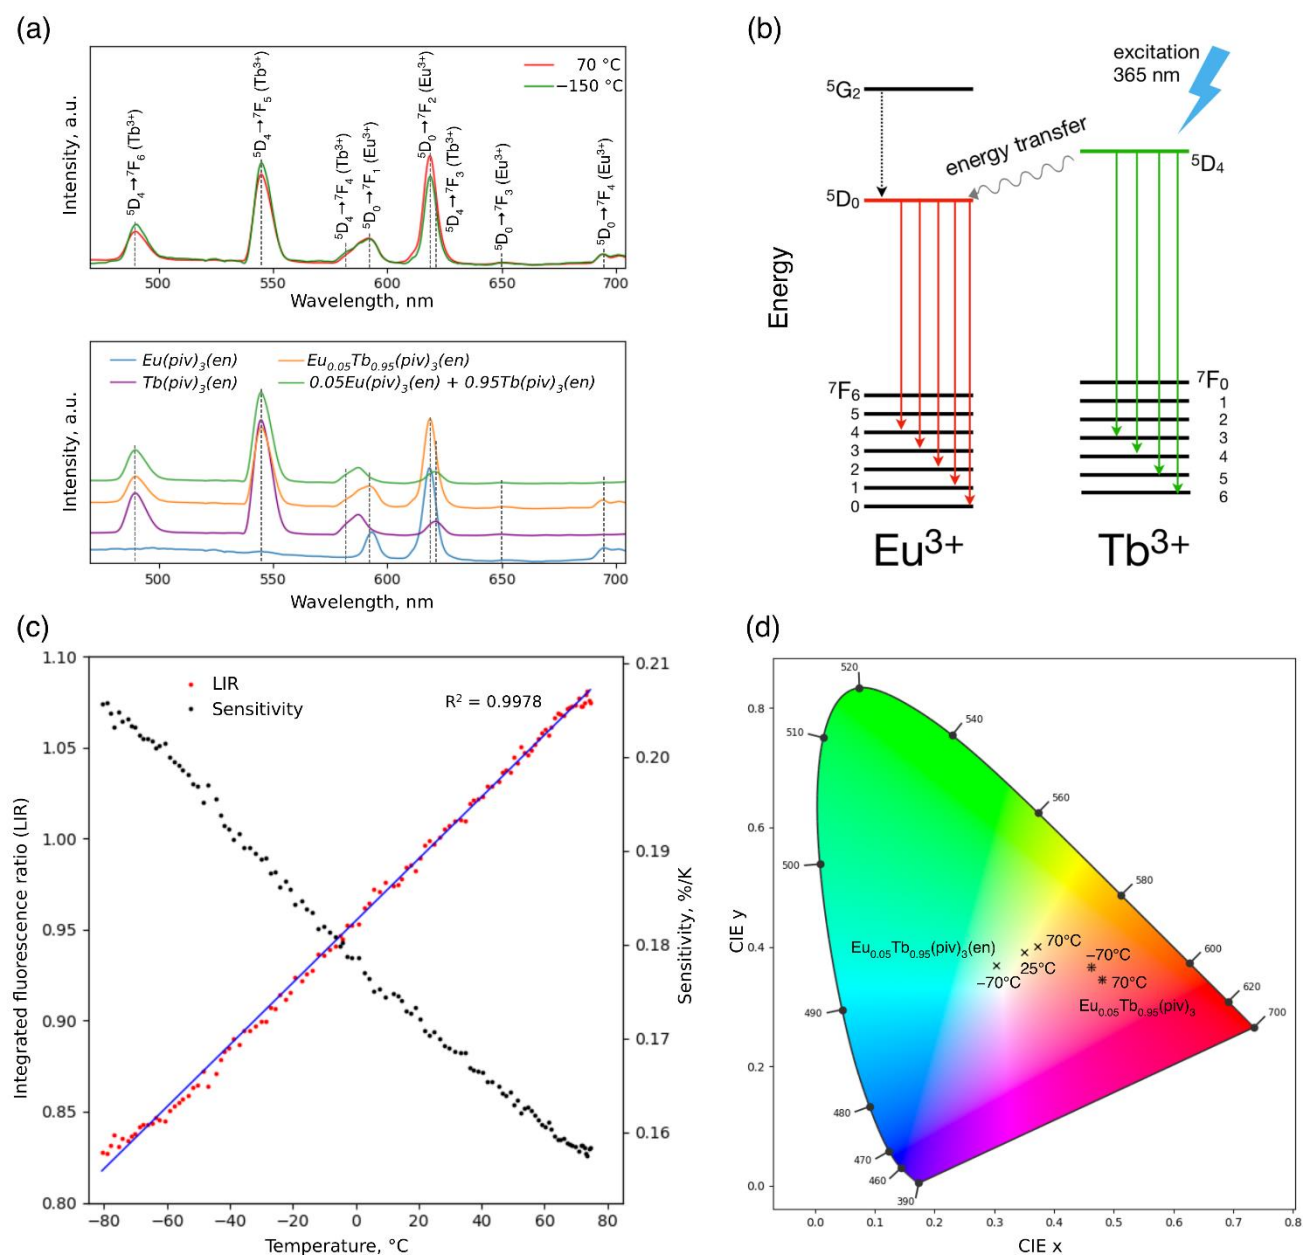 (a)
70 °C
−150 °C
⁵D₄→⁷F₆ (Tb³⁺)
⁵D₄→⁷F₅ (Tb³⁺)
⁵D₄→⁷F₄ (Tb³⁺)
⁵D₀→⁷F₁ (Eu³⁺)
⁵D₀→⁷F₂ (Eu³⁺)
⁵D₄→⁷F₃ (Tb³⁺)
⁵D₀→⁷F₃ (Eu³⁺)
⁵D₀→⁷F₄ (Eu³⁺)
Intensity, a.u.
500 550 600 650 700
Wavelength, nm
Eu(piv)₃(en)
Tb(piv)₃(en)
Eu₀.₀₅Tb₀.₉₅(piv)₃(en)
0.05Eu(piv)₃(en) + 0.95Tb(piv)₃(en)
Intensity, a.u.
500 550 600 650 700
Wavelength, nm
(b)
excitation
365 nm
⁵G₂
energy transfer
⁵D₄
⁵D₀
Energy
⁷F₆
5
4
3
2
1
0
⁷F₀
1
2
3
4
5
6
Eu³⁺
Tb³⁺
(c)
LIR
Sensitivity
R² = 0.9978
1.10
1.05
1.00
0.95
0.90
0.85
0.80
Integrated fluorescence ratio (LIR)
0.21
0.20
0.19
0.18
0.17
0.16
Sensitivity, %/K
−80 −60 −40 −20 0 20 40 60 80
Temperature, °C
(d)
520
540
510
560
500
580
600
490
620
700
480
470
460
390
Eu₀.₀₅Tb₀.₉₅(piv)₃(en)
−70°C
25°C
70°C
−70°C
70°C
Eu₀.₀₅Tb₀.₉₅(piv)₃
0.8
0.6
0.4
0.2
0.0
CIE y
0.0 0.1 0.2 0.3 0.4 0.5 0.6 0.7 0.8
CIE x